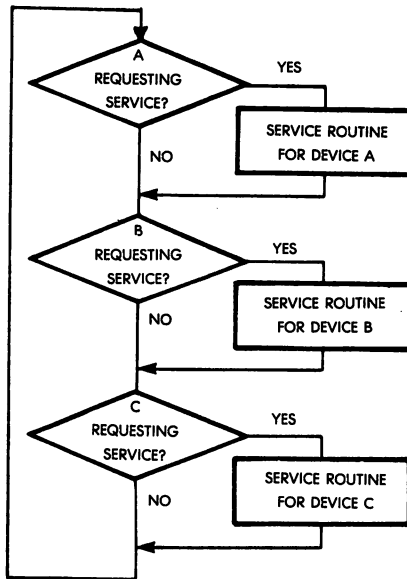 A
REQUESTING
SERVICE?
YES
SERVICE ROUTINE
FOR DEVICE A
NO
B
REQUESTING
SERVICE?
YES
SERVICE ROUTINE
FOR DEVICE B
NO
C
REQUESTING
SERVICE?
YES
SERVICE ROUTINE
FOR DEVICE C
NO